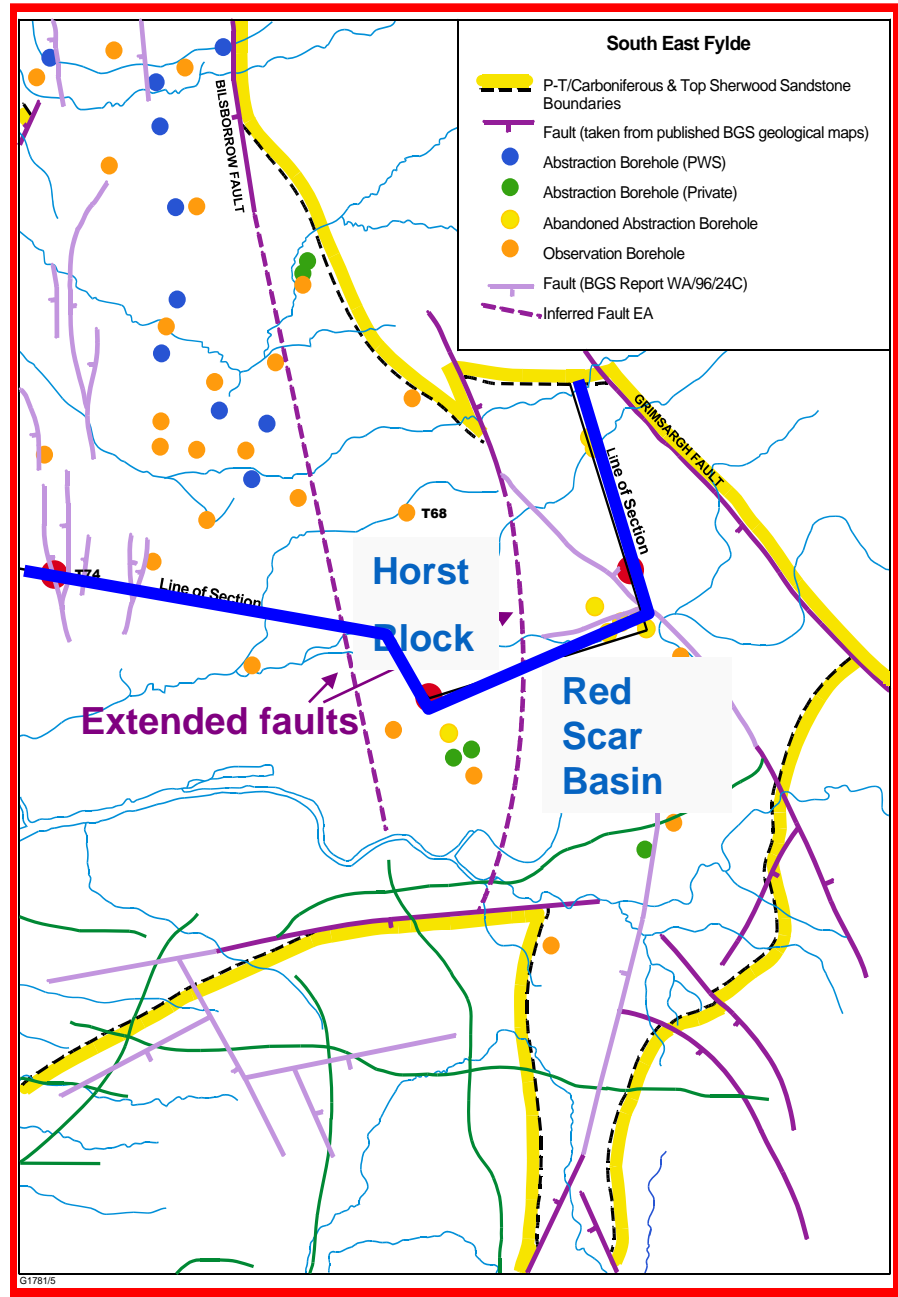 South East Fylde
P-T/Carboniferous & Top Sherwood Sandstone
Boundaries
Fault (taken from published BGS geological maps)
Abstraction Borehole (PWS)
Abstraction Borehole (Private)
Abandoned Abstraction Borehole
Observation Borehole
Fault (BGS Report WA/96/24C)
Inferred Fault EA
BILSBORROW FAULT
GRIMSARGH FAULT
Line of Section
T68
T74
Line of Section
Horst
Block
Extended faults
Red
Scar
Basin
G1781/5